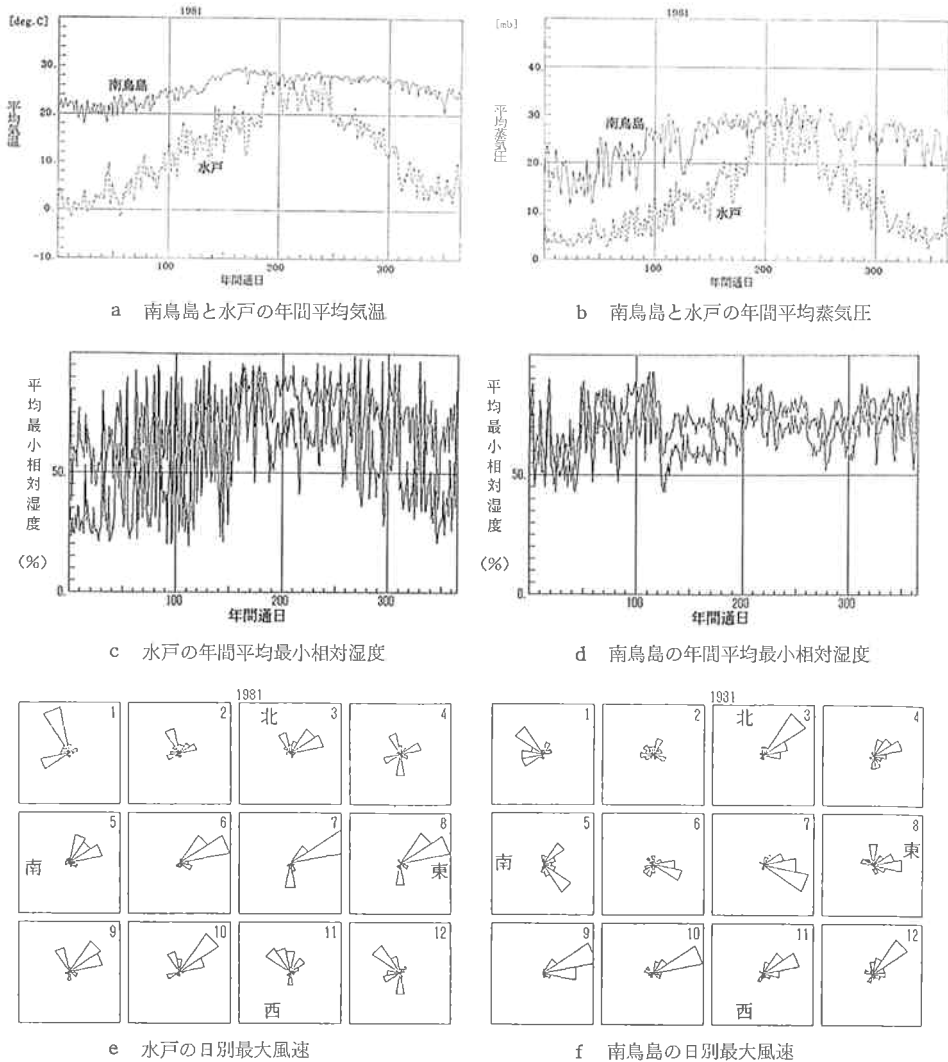 [deg.C] 1981
30.
20.
10.
0.
-10.
平均気温
南鳥島
水戸
100 200 300
年間通日
a 南鳥島と水戸の年間平均気温
[mb] 1981
40.
30.
20.
10.
0.
平均蒸気圧
南鳥島
水戸
100 200 300
年間通日
b 南鳥島と水戸の年間平均蒸気圧
平均最小相対湿度
(%)
50.
0.
100 200 300
年間通日
c 水戸の年間平均最小相対湿度
平均最小相対湿度
(%)
50.
0.
100 200 300
年間通日
d 南鳥島の年間平均最小相対湿度
1981
1 2 北 3 4
南 5 6 7 8 東
9 10 11 12
西
e 水戸の日別最大風速
1931
1 2 北 3 4
南 5 6 7 8 東
9 10 11 12
西
f 南鳥島の日別最大風速